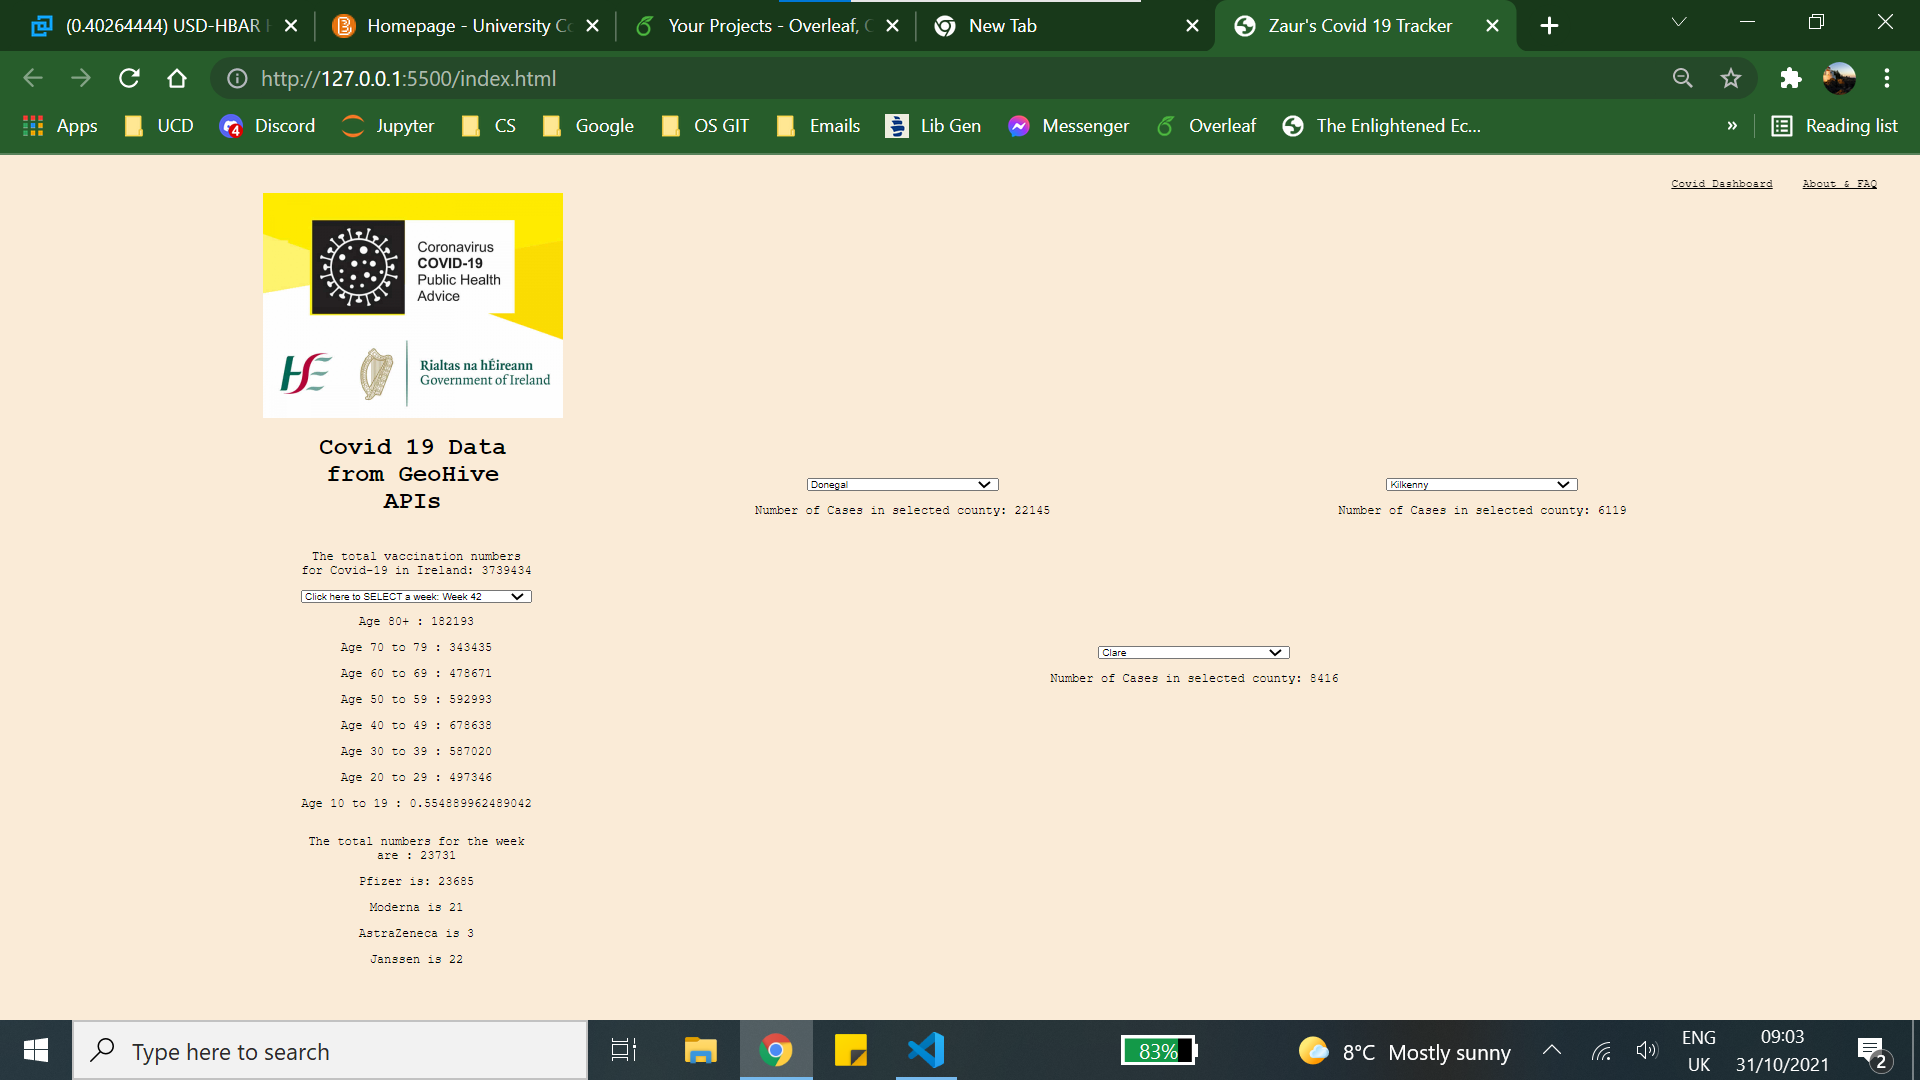 (0.40264444) USD-HBAR
Homepage - University Co
Your Projects - Overleaf, O
New Tab
Zaur's Covid 19 Tracker
http://127.0.0.1:5500/index.html
Apps
UCD
4
Discord
Jupyter
CS
Google
OS GIT
Emails
Lib Gen
Messenger
Overleaf
The Enlightened Ec...
»
Reading list
Covid Dashboard
About & FAQ
Coronavirus
COVID-19
Public Health
Advice
Rialtas na hÉireann
Government of Ireland
Covid 19 Data
from GeoHive
APIs
The total vaccination numbers
for Covid-19 in Ireland: 3739434
Click here to SELECT a week: Week 42
Age 80+ : 182193
Age 70 to 79 : 343435
Age 60 to 69 : 478671
Age 50 to 59 : 592993
Age 40 to 49 : 678638
Age 30 to 39 : 587020
Age 20 to 29 : 497346
Age 10 to 19 : 0.554889962489042
The total numbers for the week
are : 23731
Pfizer is: 23685
Moderna is 21
AstraZeneca is 3
Janssen is 22
Donegal
Number of Cases in selected county: 22145
Kilkenny
Number of Cases in selected county: 6119
Clare
Number of Cases in selected county: 8416
Type here to search
83%
8°C Mostly sunny
ENG
UK
09:03
31/10/2021
2